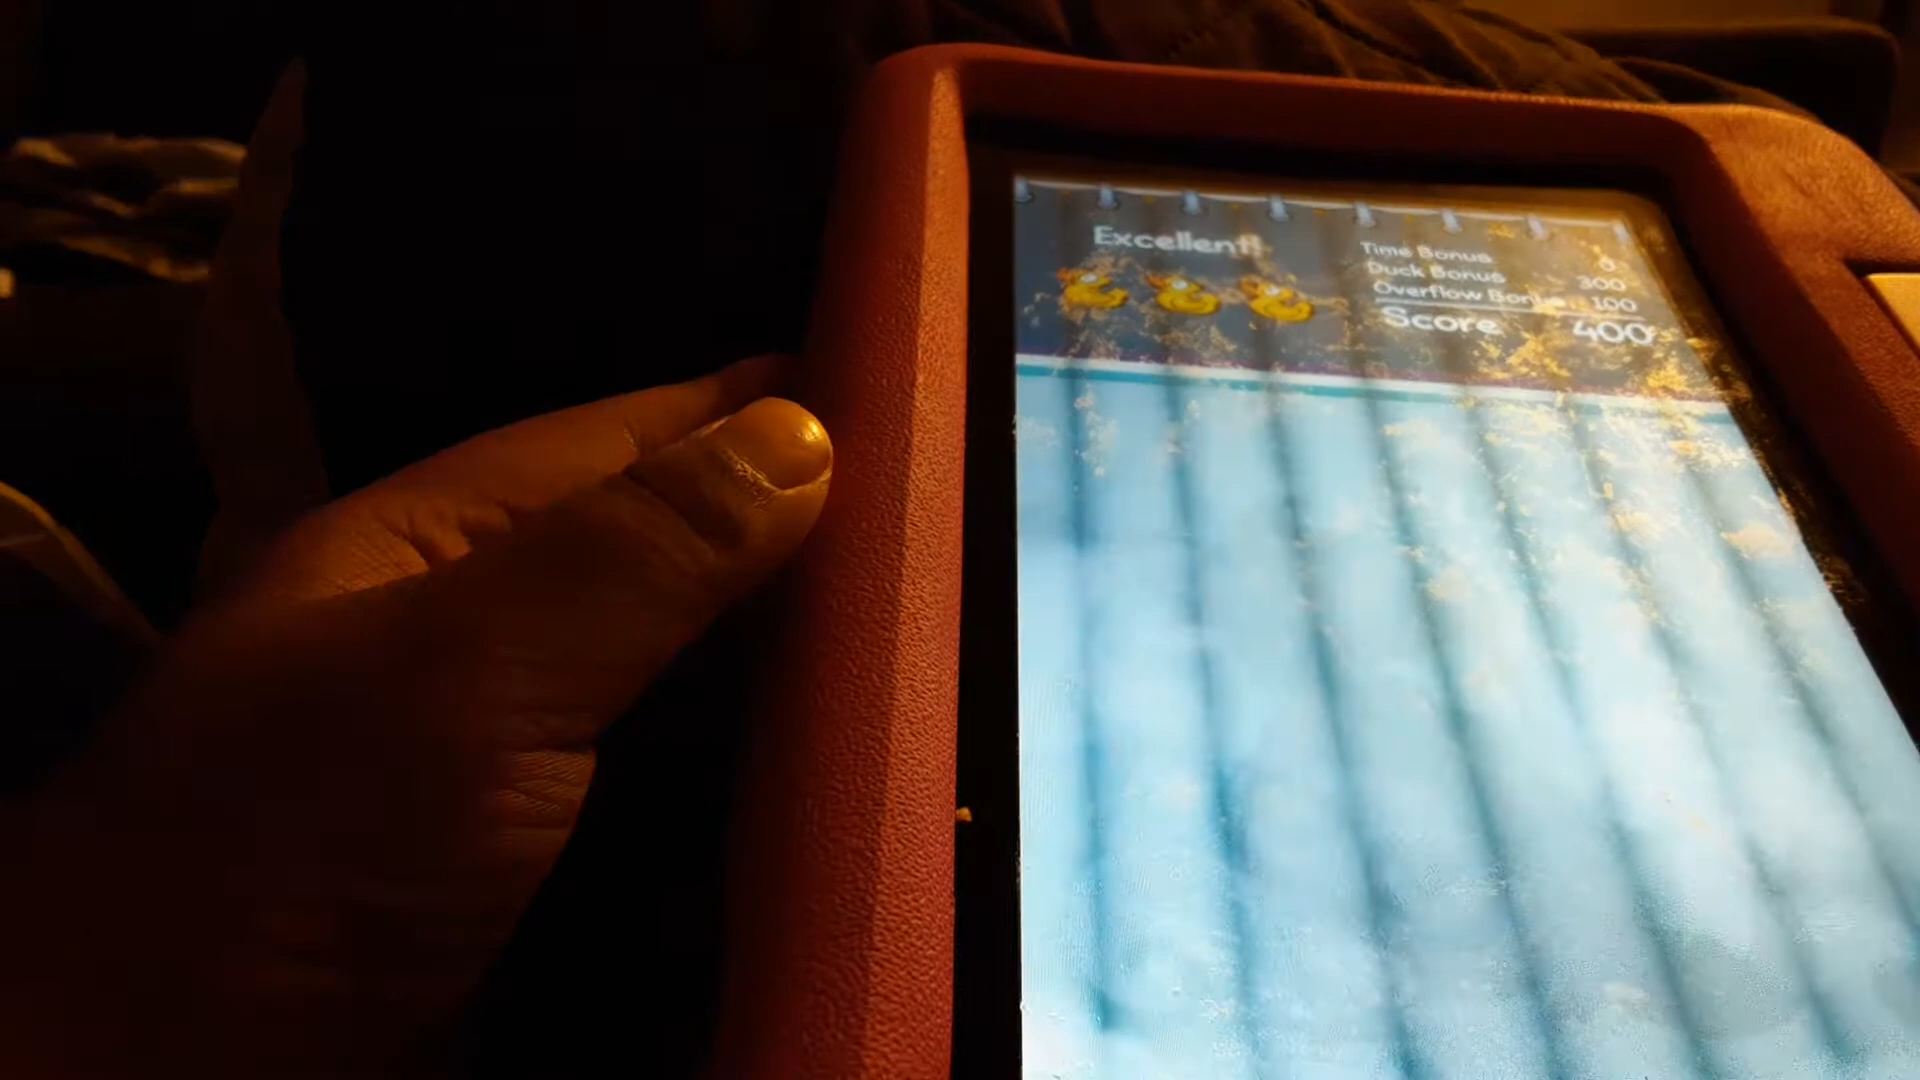 Excellent!
Time Bonus 0
Duck Bonus 300
Overflow Bonus 100
Score 400